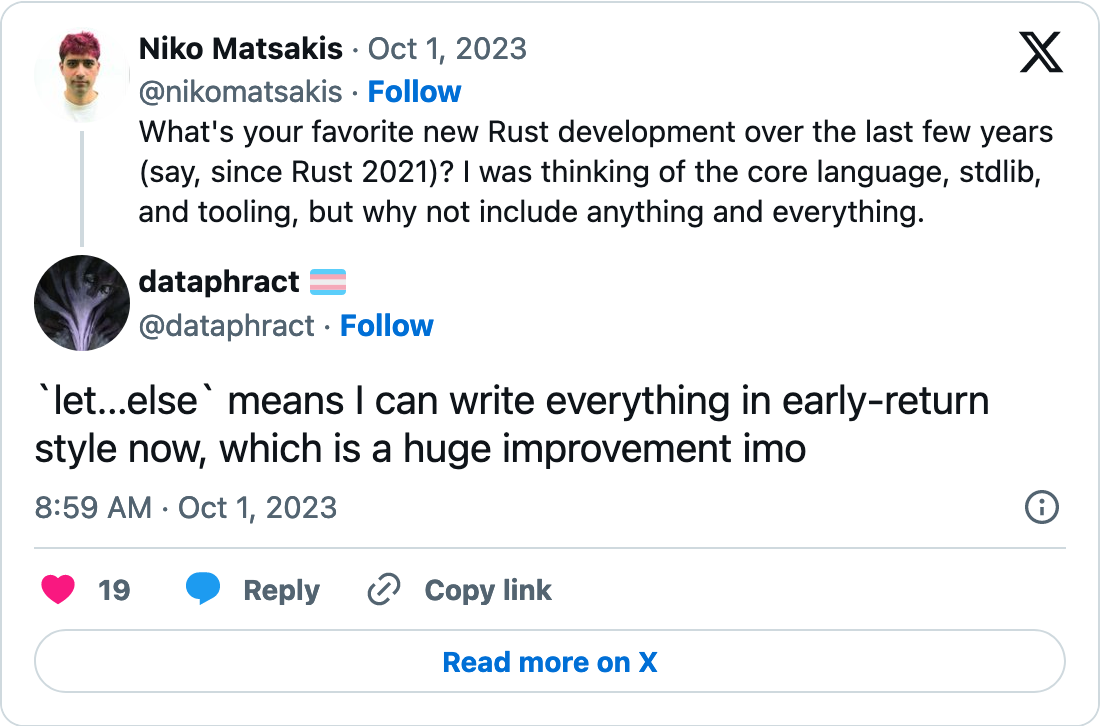 Niko Matsakis · Oct 1, 2023
@nikomatsakis · Follow
What's your favorite new Rust development over the last few years
(say, since Rust 2021)? I was thinking of the core language, stdlib,
and tooling, but why not include anything and everything.
dataphract
@dataphract · Follow
`let...else` means I can write everything in early-return
style now, which is a huge improvement imo
8:59 AM · Oct 1, 2023
19 Reply Copy link
Read more on X